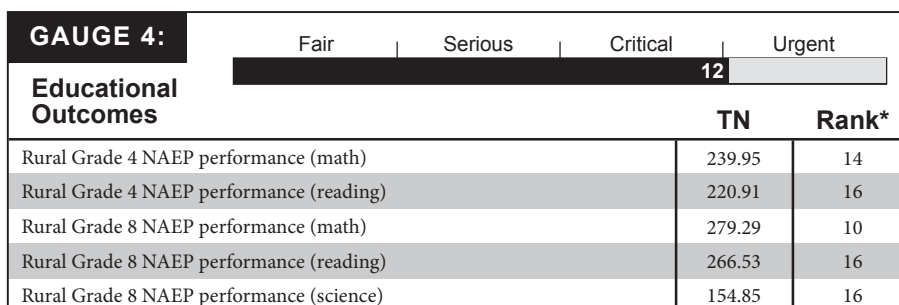 GAUGE 4:
Fair Serious Critical Urgent
12
Educational
Outcomes
TN Rank*
Rural Grade 4 NAEP performance (math) 239.95 14
Rural Grade 4 NAEP performance (reading) 220.91 16
Rural Grade 8 NAEP performance (math) 279.29 10
Rural Grade 8 NAEP performance (reading) 266.53 16
Rural Grade 8 NAEP performance (science) 154.85 16